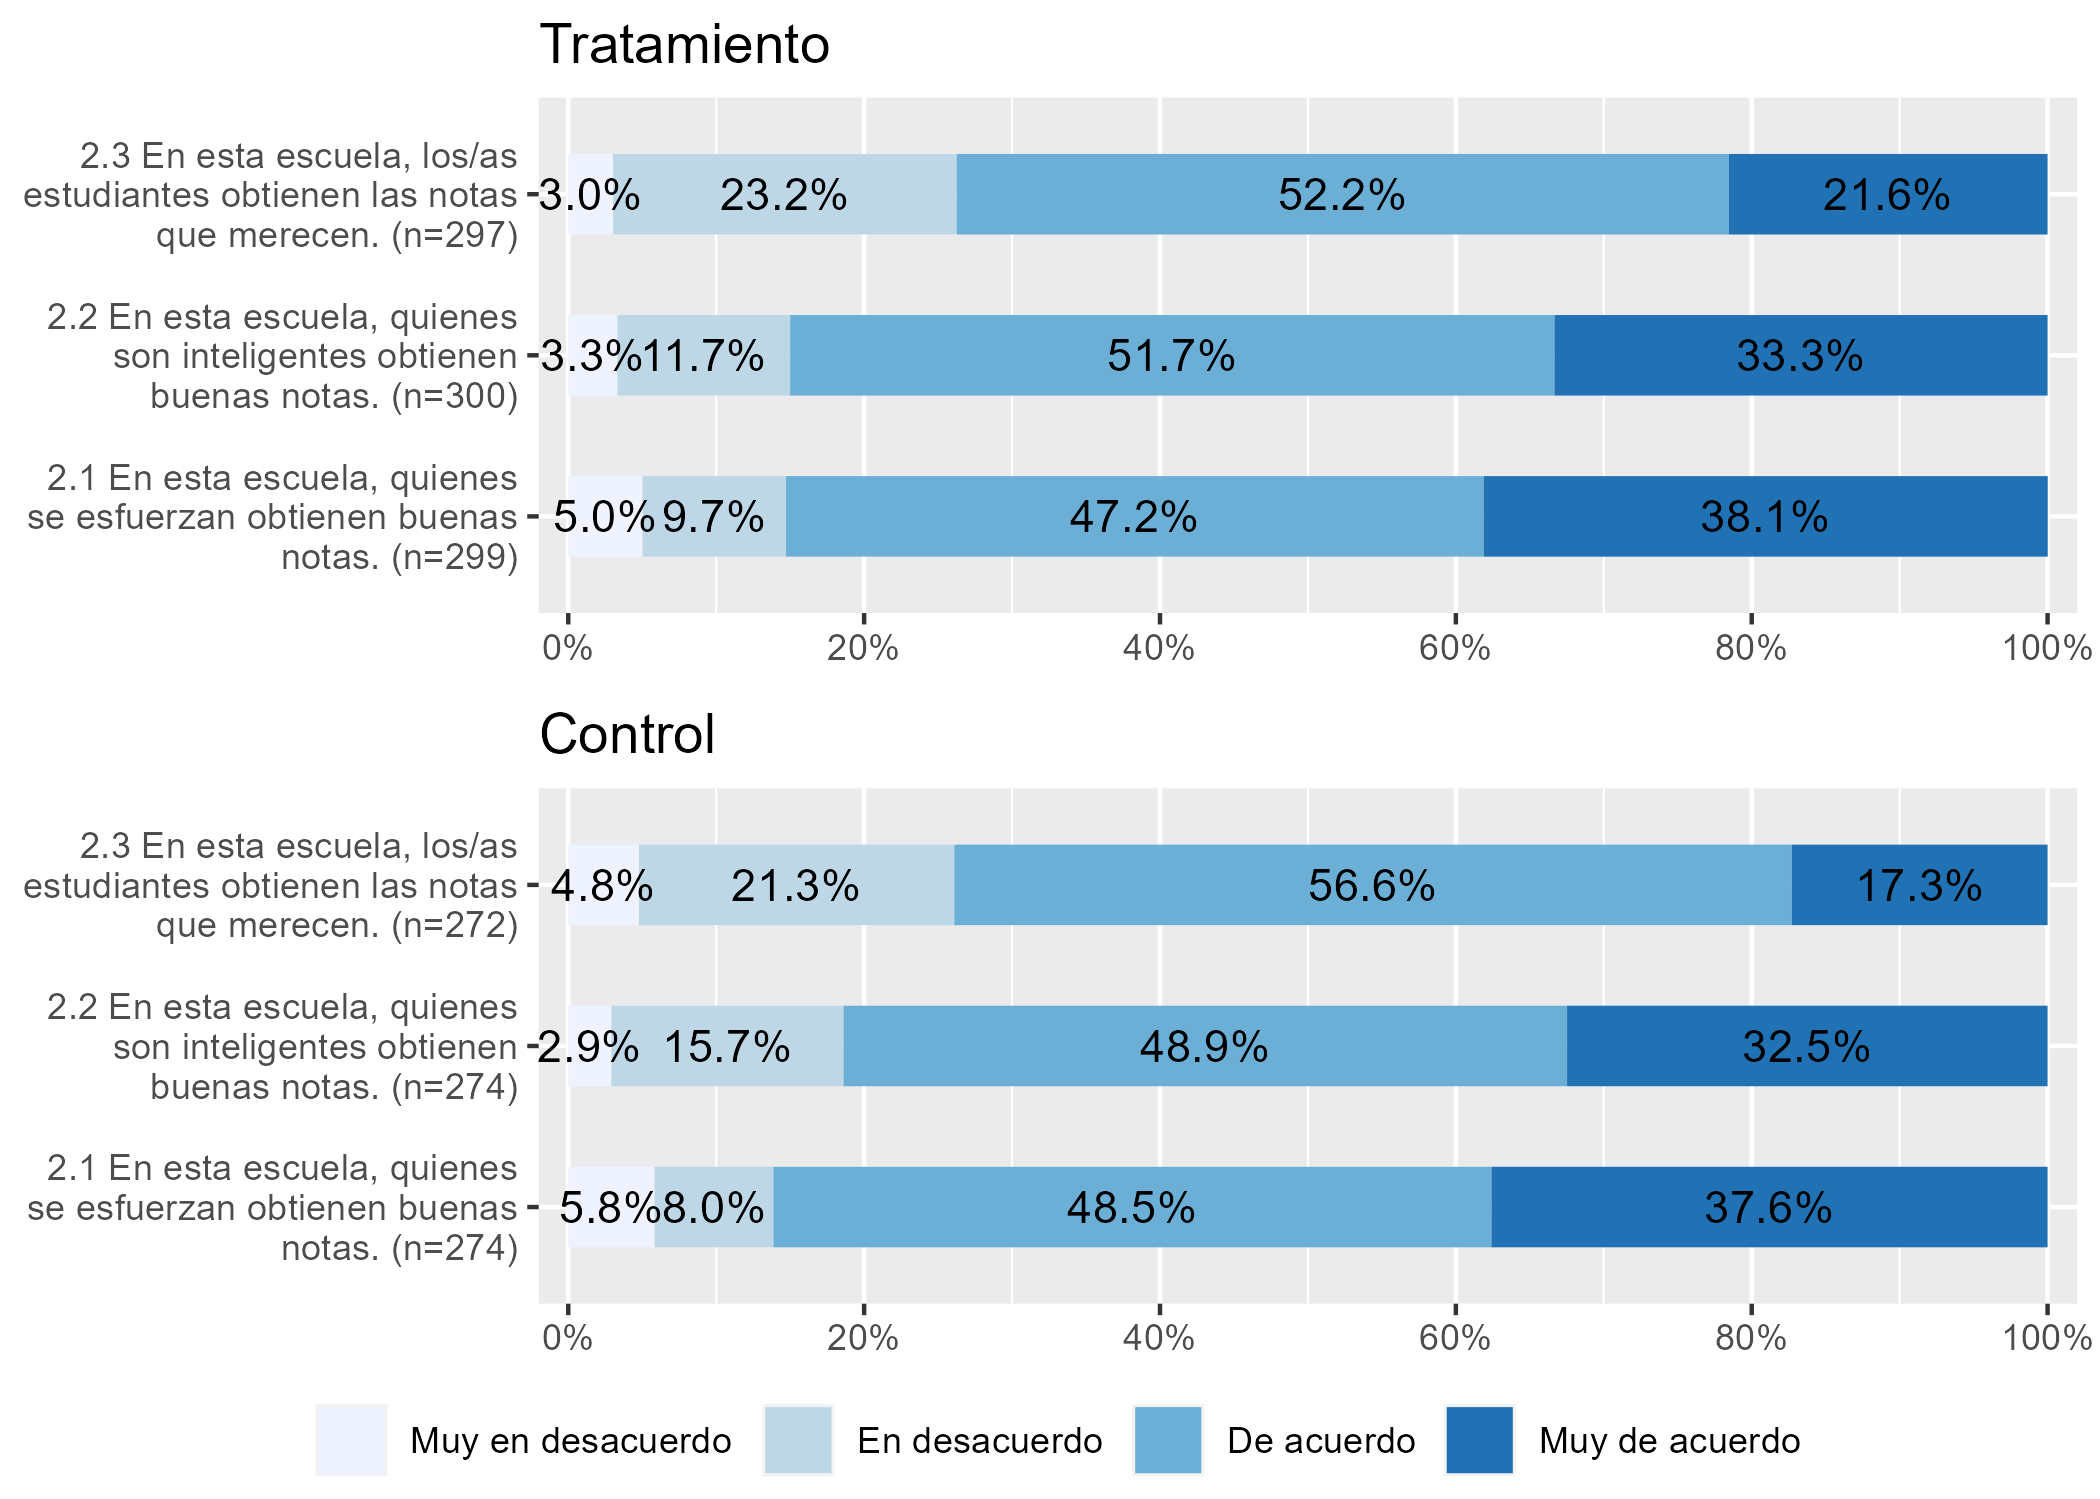 Tratamiento
2.3 En esta escuela, los/as
estudiantes obtienen las notas
que merecen. (n=297)
3.0% 23.2% 52.2% 21.6%
2.2 En esta escuela, quienes
son inteligentes obtienen
buenas notas. (n=300)
3.3% 11.7% 51.7% 33.3%
2.1 En esta escuela, quienes
se esfuerzan obtienen buenas
notas. (n=299)
5.0% 9.7% 47.2% 38.1%
0% 20% 40% 60% 80% 100%
Control
2.3 En esta escuela, los/as
estudiantes obtienen las notas
que merecen. (n=272)
4.8% 21.3% 56.6% 17.3%
2.2 En esta escuela, quienes
son inteligentes obtienen
buenas notas. (n=274)
2.9% 15.7% 48.9% 32.5%
2.1 En esta escuela, quienes
se esfuerzan obtienen buenas
notas. (n=274)
5.8% 8.0% 48.5% 37.6%
0% 20% 40% 60% 80% 100%
Muy en desacuerdo En desacuerdo De acuerdo Muy de acuerdo